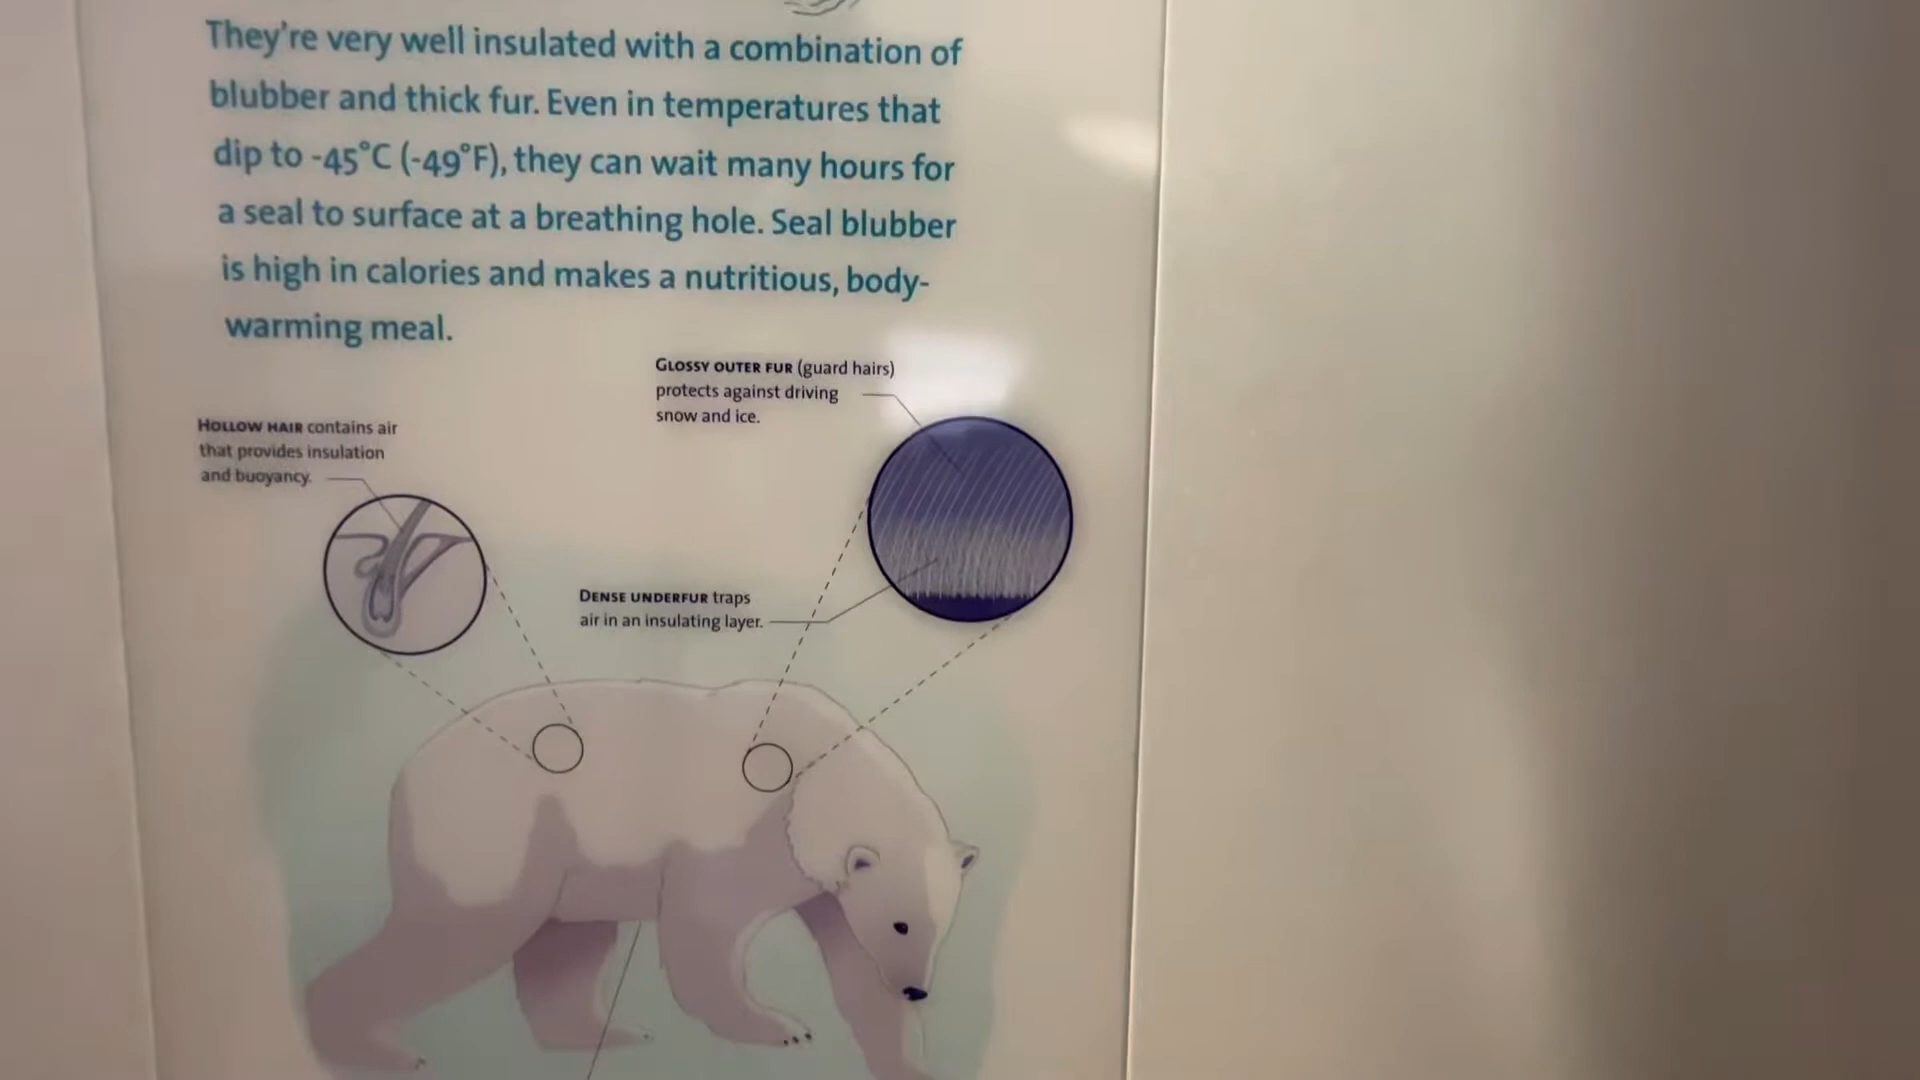 They're very well insulated with a combination of
blubber and thick fur. Even in temperatures that
dip to -45°C (-49°F), they can wait many hours for
a seal to surface at a breathing hole. Seal blubber
is high in calories and makes a nutritious, body-
warming meal.
GLOSSY OUTER FUR (guard hairs)
protects against driving
snow and ice.
HOLLOW HAIR contains air
that provides insulation
and buoyancy.
DENSE UNDERFUR traps
air in an insulating layer.